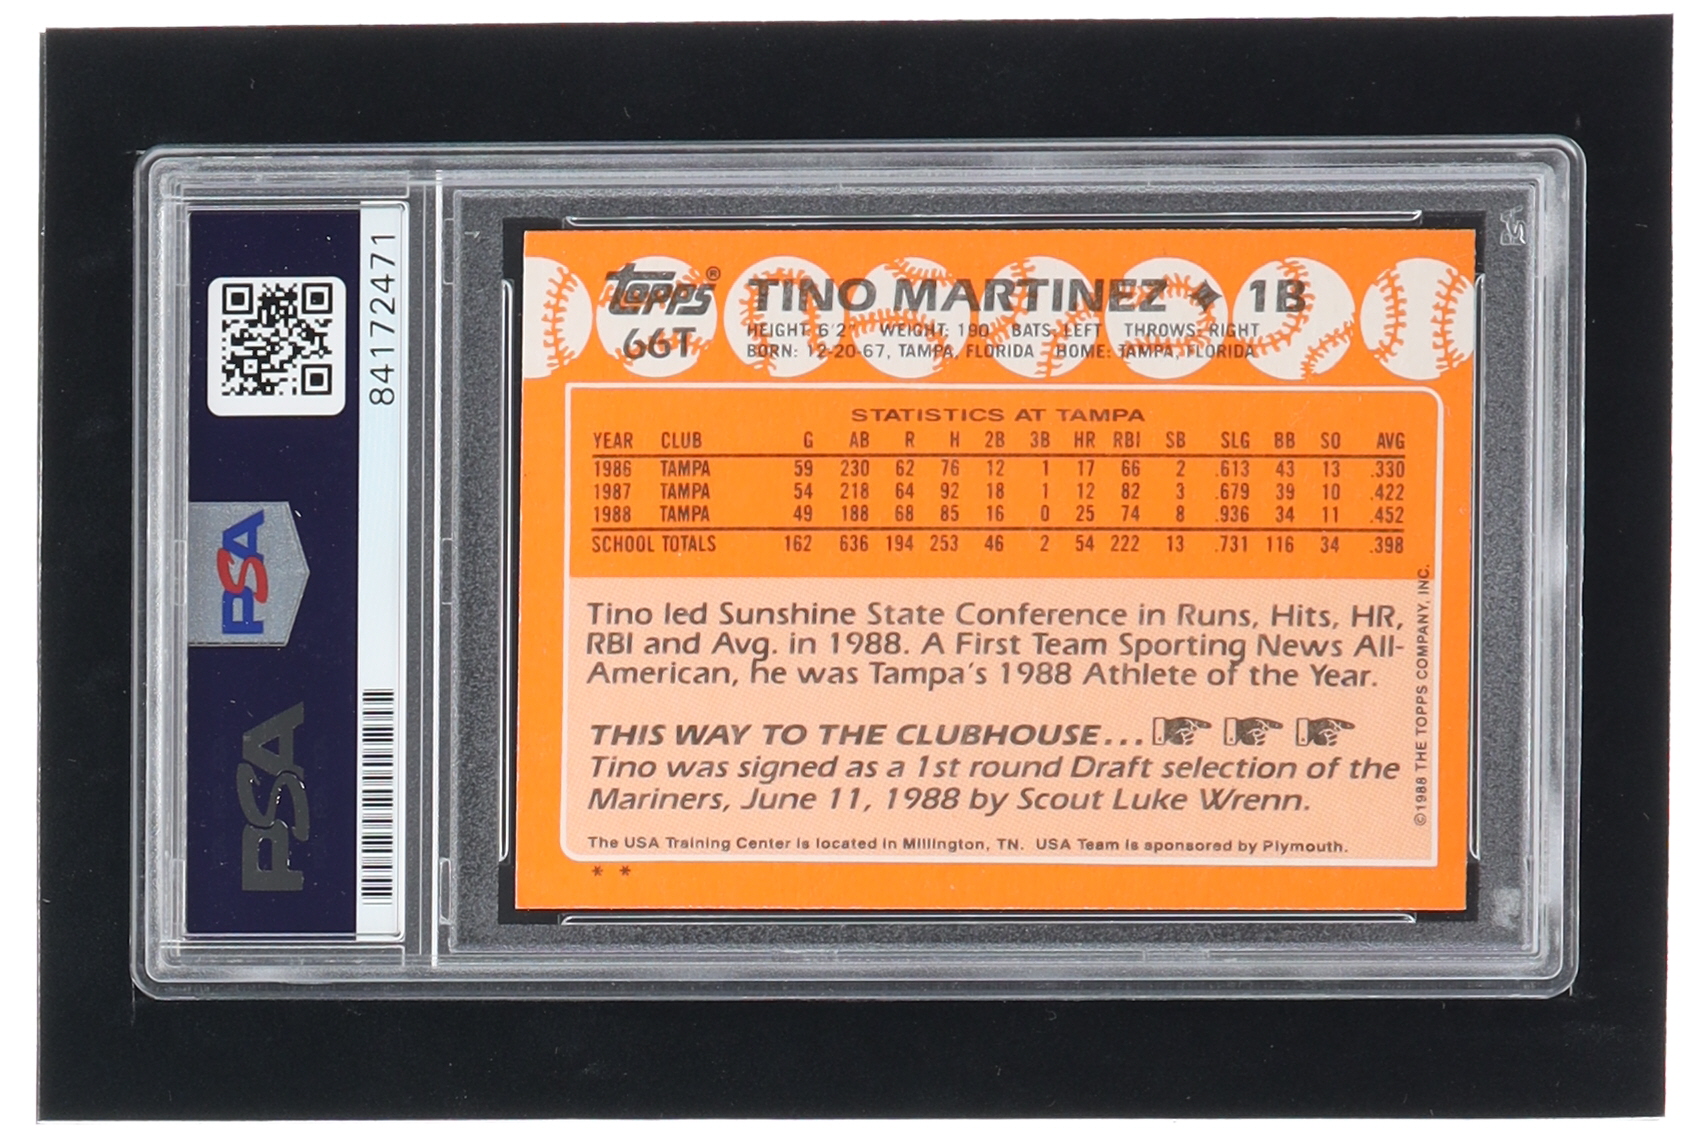 84172471
PSA
PSA
topps® TINO MARTINEZ 1B
66T HEIGHT: 6'2" WEIGHT: 190 BATS: LEFT THROWS: RIGHT
BORN: 12-20-67, TAMPA, FLORIDA HOME: TAMPA, FLORIDA
STATISTICS AT TAMPA
YEAR CLUB G AB R H 2B 3B HR RBI SB SLG BB SO AVG
1986 TAMPA 59 230 62 76 12 1 17 66 2 .613 43 13 .330
1987 TAMPA 54 218 64 92 18 1 12 82 3 .679 39 10 .422
1988 TAMPA 49 188 68 85 16 0 25 74 8 .936 34 11 .452
SCHOOL TOTALS 162 636 194 253 46 2 54 222 13 .731 116 34 .398
Tino led Sunshine State Conference in Runs, Hits, HR,
RBI and Avg. in 1988. A First Team Sporting News All-
American, he was Tampa's 1988 Athlete of the Year.
THIS WAY TO THE CLUBHOUSE...
Tino was signed as a 1st round Draft selection of the
Mariners, June 11, 1988 by Scout Luke Wrenn.
The USA Training Center is located in Millington, TN. USA Team is sponsored by Plymouth.
* *
©1988 THE TOPPS COMPANY, INC.
PSA